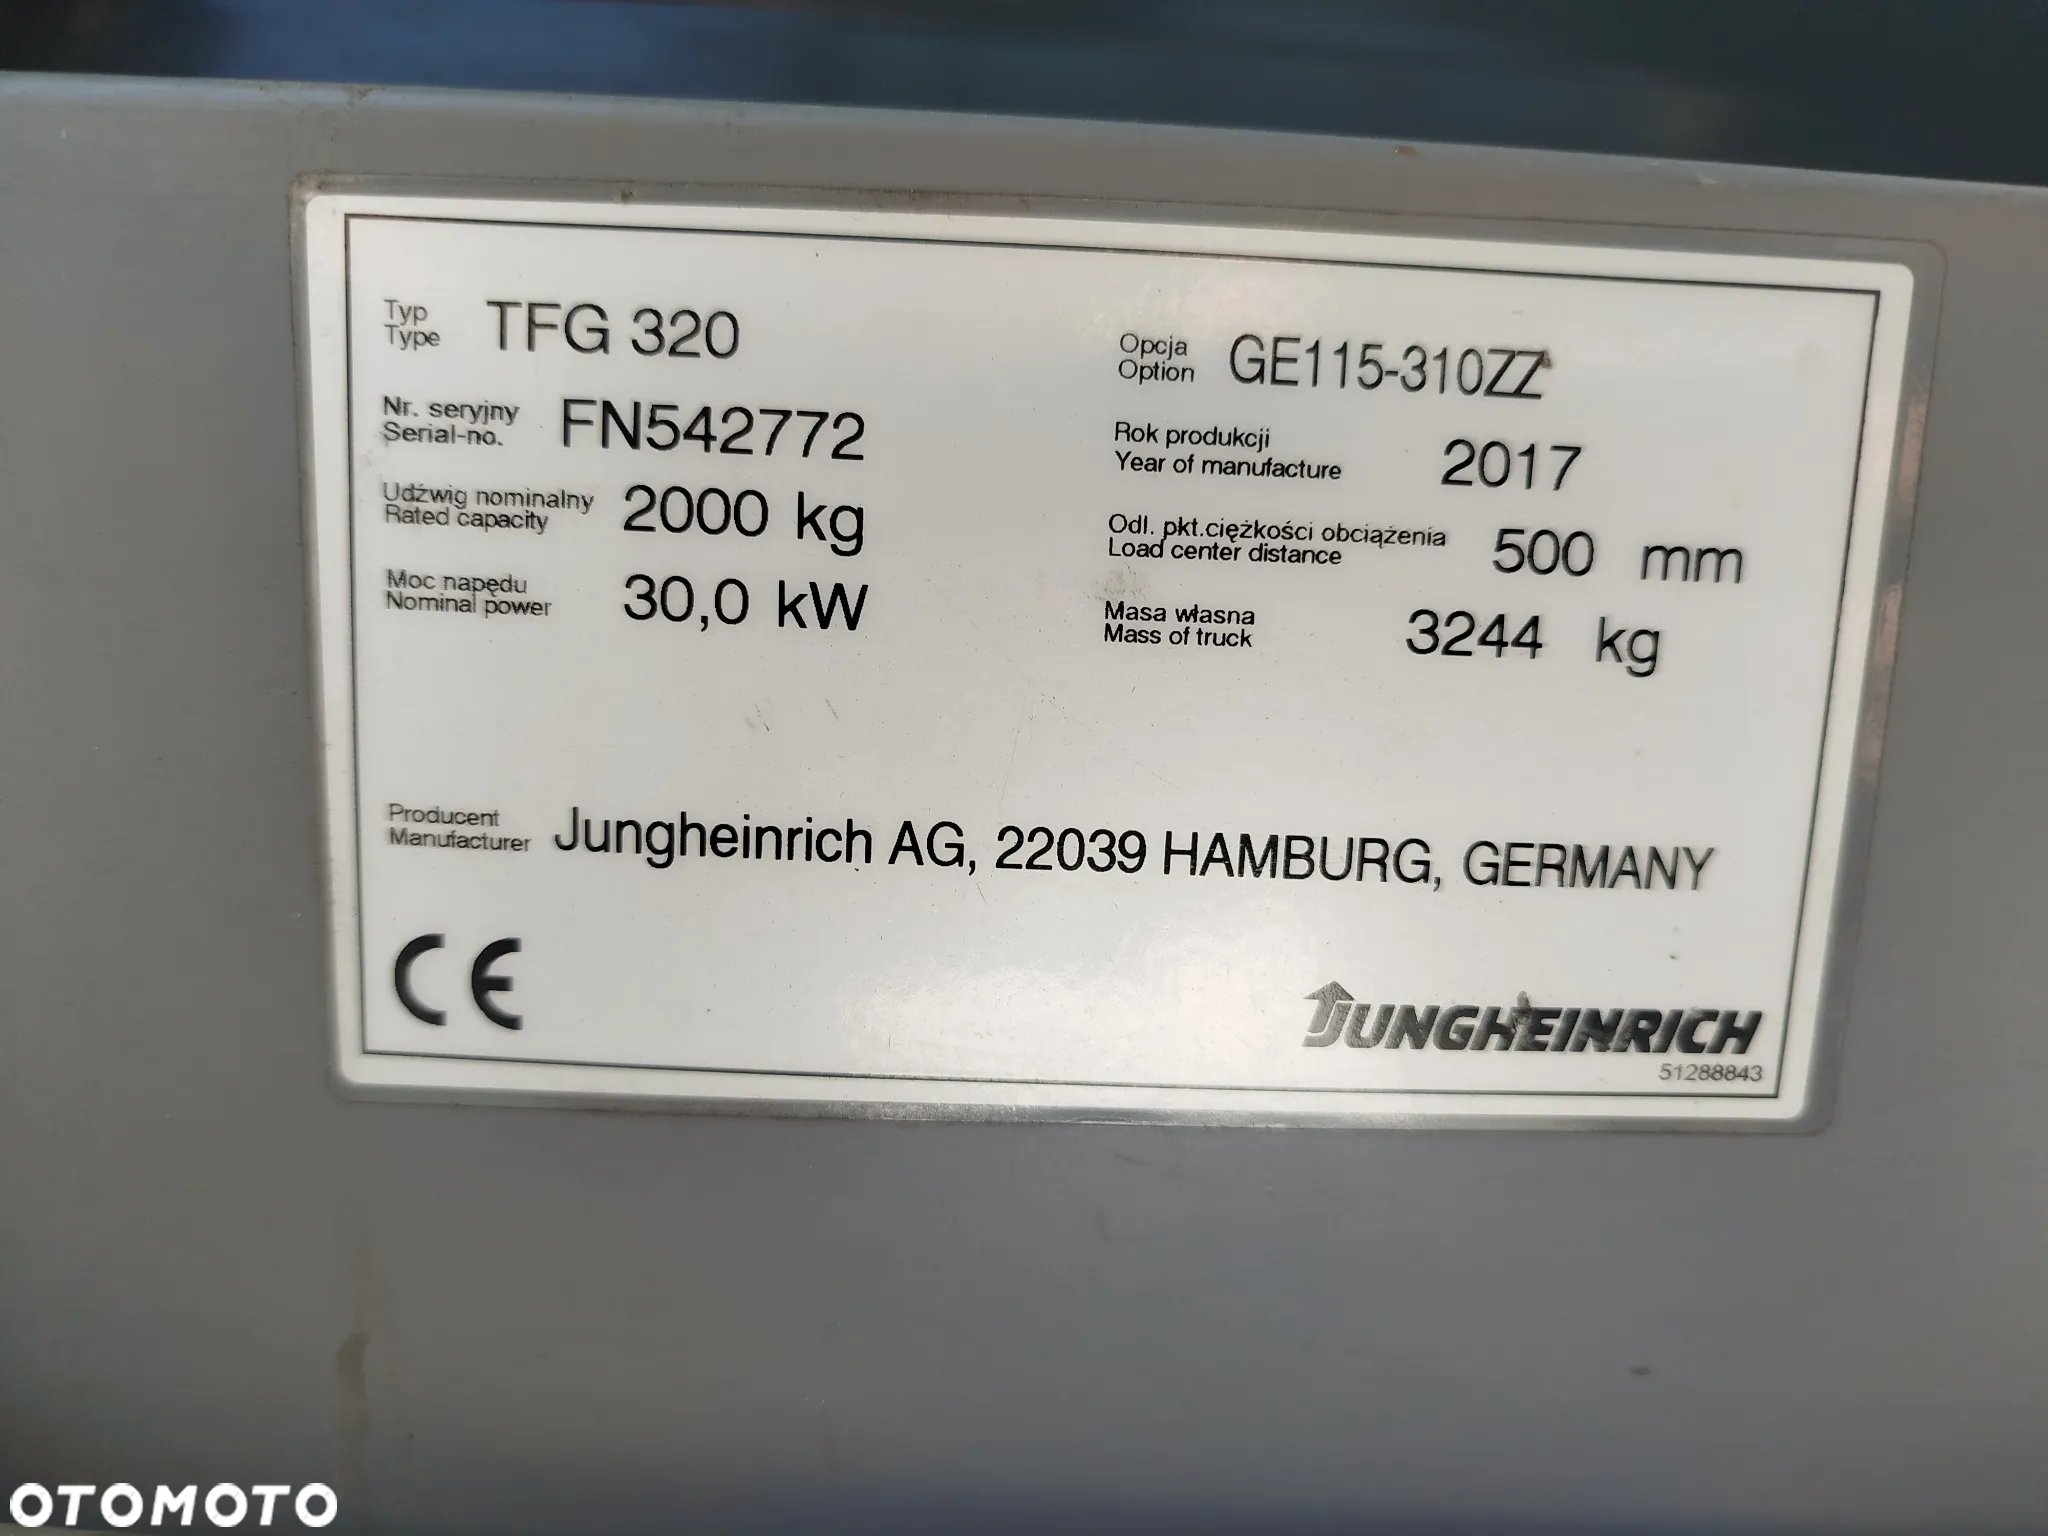 Typ
Type
TFG 320
Opcja
Option
GE115-310ZZ
Nr. seryjny
Serial-no.
FN542772
Rok produkcji
Year of manufacture
2017
Udźwig nominalny
Rated capacity
2000 kg
Odl. pkt.ciężkości obciążenia
Load center distance
500 mm
Moc napędu
Nominal power
30,0 kW
Masa własna
Mass of truck
3244 kg
Producent
Manufacturer
Jungheinrich AG, 22039 HAMBURG, GERMANY
CE
JUNGHEINRICH
51288843
OTOMOTO